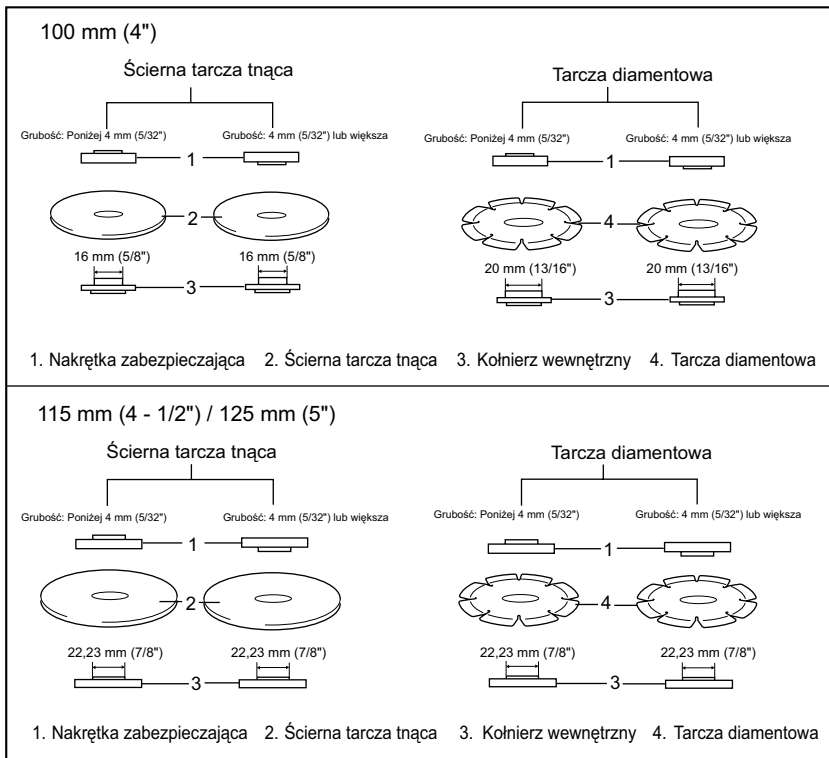 100 mm (4")
Ścierna tarcza tnąca
Tarcza diamentowa
Grubość: Poniżej 4 mm (5/32") Grubość: 4 mm (5/32") lub większa
Grubość: Poniżej 4 mm (5/32") Grubość: 4 mm (5/32") lub większa
1
1
2
4
16 mm (5/8") 16 mm (5/8")
20 mm (13/16") 20 mm (13/16")
3
3
1. Nakrętka zabezpieczająca 2. Ścierna tarcza tnąca 3. Kołnierz wewnętrzny 4. Tarcza diamentowa
115 mm (4 - 1/2") / 125 mm (5")
Ścierna tarcza tnąca
Tarcza diamentowa
Grubość: Poniżej 4 mm (5/32") Grubość: 4 mm (5/32") lub większa
Grubość: Poniżej 4 mm (5/32") Grubość: 4 mm (5/32") lub większa
1
1
2
4
22,23 mm (7/8") 22,23 mm (7/8")
22,23 mm (7/8") 22,23 mm (7/8")
3
3
1. Nakrętka zabezpieczająca 2. Ścierna tarcza tnąca 3. Kołnierz wewnętrzny 4. Tarcza diamentowa